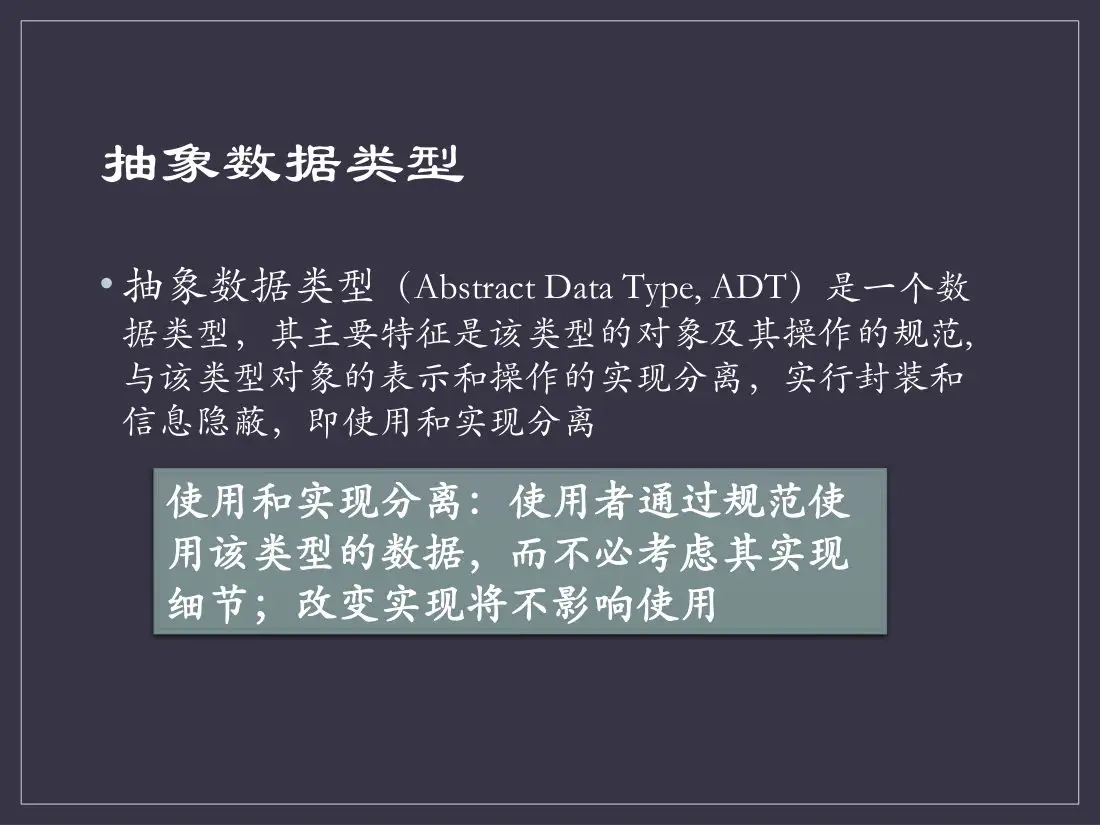 抽象数据类型
• 抽象数据类型（Abstract Data Type, ADT）是一个数
据类型，其主要特征是该类型的对象及其操作的规范,
与该类型对象的表示和操作的实现分离，实行封装和
信息隐蔽，即使用和实现分离
使用和实现分离：使用者通过规范使
用该类型的数据，而不必考虑其实现
细节；改变实现将不影响使用